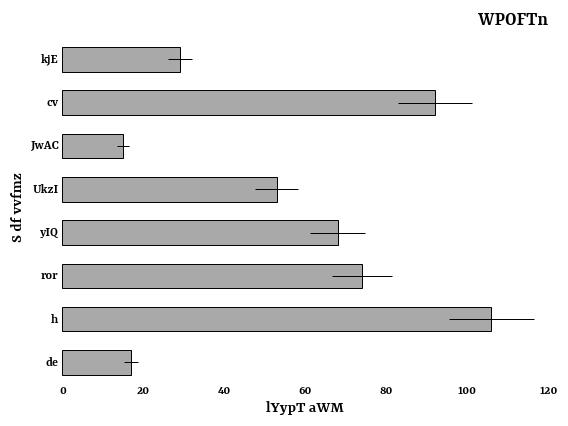 WPOFTn
kjE
cv
JwAC
UkzI
yIQ
ror
h
de
S df vvfmz
0 20 40 60 80 100 120
lYypT aWM